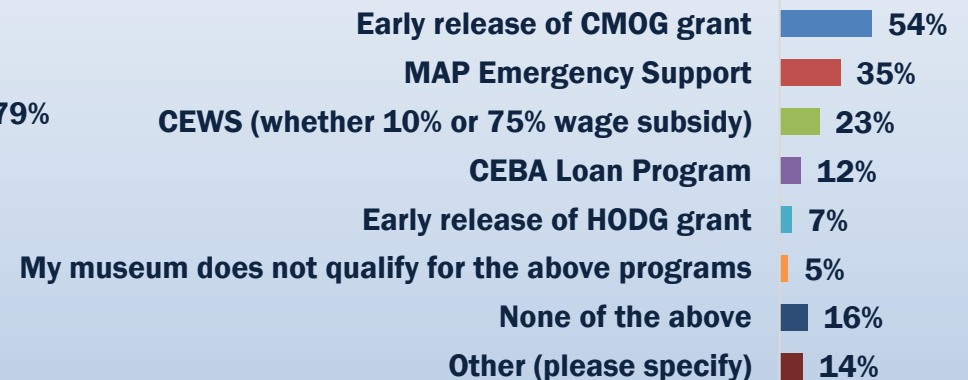 Early release of CMOG grant 54%
MAP Emergency Support 35%
79%
CEWS (whether 10% or 75% wage subsidy) 23%
CEBA Loan Program 12%
Early release of HODG grant 7%
My museum does not qualify for the above programs 5%
None of the above 16%
Other (please specify) 14%